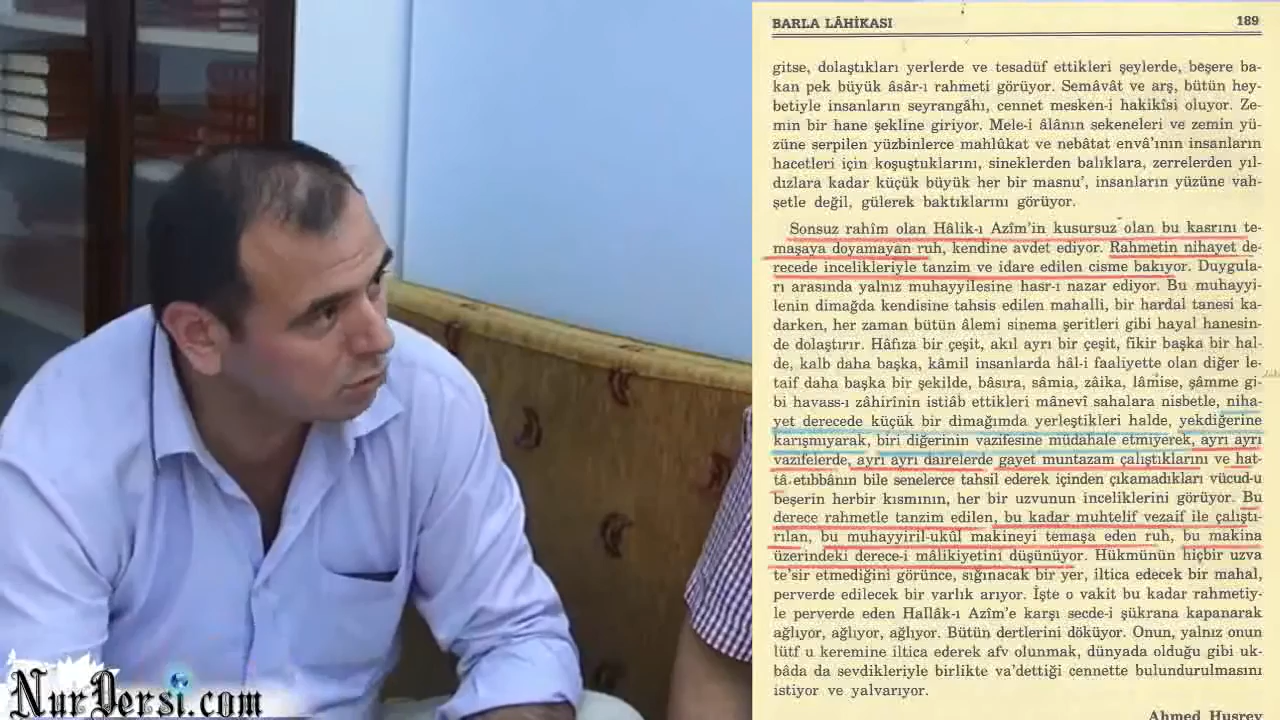 BARLA LÂHİKASI 189
gitse, dolaştıkları yerlerde ve tesadüf ettikleri şeylerde, beşere ba-
kan pek büyük âsâr-ı rahmeti görüyor. Semâvât ve arş, bütün hey-
betiyle insanların seyrangâhı, cennet mesken-i hakikîsi oluyor. Ze-
min bir hane şekline giriyor. Mele-i âlânın sekeneleri ve zemin yü-
züne serpilen yüzbinlerce mahlûkat ve nebâtat envâ'ının insanların
hacetleri için koşuştuklarını, sineklerden balıklara, zerrelerden yıl-
dızlara kadar küçük büyük her bir masnu', insanların yüzüne vah-
şetle değil, gülerek baktıklarını görüyor.
Sonsuz rahîm olan Hâlik-ı Azîm'in kusursuz olan bu kasrını te-
maşaya doyamayan ruh, kendine avdet ediyor. Rahmetin nihayet de-
recede incelikleriyle tanzim ve idare edilen cisme bakıyor. Duygula-
rı arasında yalnız muhayyilesine hasr-ı nazar ediyor. Bu muhayyi-
lenin dimağda kendisine tahsis edilen mahalli, bir hardal tanesi ka-
darken, her zaman bütün âlemi sinema şeritleri gibi hayal hanesin-
de dolaştırır. Hâfıza bir çeşit, akıl ayrı bir çeşit, fikir başka bir hal-
de, kalb daha başka, kâmil insanlarda hâl-i faaliyette olan diğer le-
taif daha başka bir şekilde, bâsıra, sâmia, zâika, lâmise, şâmme gi-
bi havass-ı zâhirînin istiâb ettikleri mânevî sahalara nisbetle, niha-
yet derecede küçük bir dimağımda yerleştikleri halde, yekdiğerine
karışmıyarak, biri diğerinin vazifesine müdahale etmiyerek, ayrı ayrı
vazifelerde, ayrı ayrı dairelerde gayet muntazam çalıştıklarını ve hat-
tâ etıbbânın bile senelerce tahsil ederek içinden çıkamadıkları vücud-u
beşerin herbir kısmının, her bir uzvunun inceliklerini görüyor. Bu
derece rahmetle tanzim edilen, bu kadar muhtelif vezaif ile çalıştı-
rılan, bu muhayyiril-ukûl makineyi temaşa eden ruh, bu makina
üzerindeki derece-i mâlikiyetini düşünüyor. Hükmünün hiçbir uzva
te'sir etmediğini görünce, sığınacak bir yer, iltica edecek bir mahal,
perverde edilecek bir varlık arıyor. İşte o vakit bu kadar rahmetiy-
le perverde eden Hallâk-ı Azîm'e karşı secde-i şükrana kapanarak
ağlıyor, ağlıyor, ağlıyor. Bütün dertlerini döküyor. Onun, yalnız onun
lütf u keremine iltica ederek afv olunmak, dünyada olduğu gibi uk-
bâda da sevdikleriyle birlikte va'dettiği cennette bulundurulmasını
istiyor ve yalvarıyor.
Ahmed Husrev
NurDersi.com